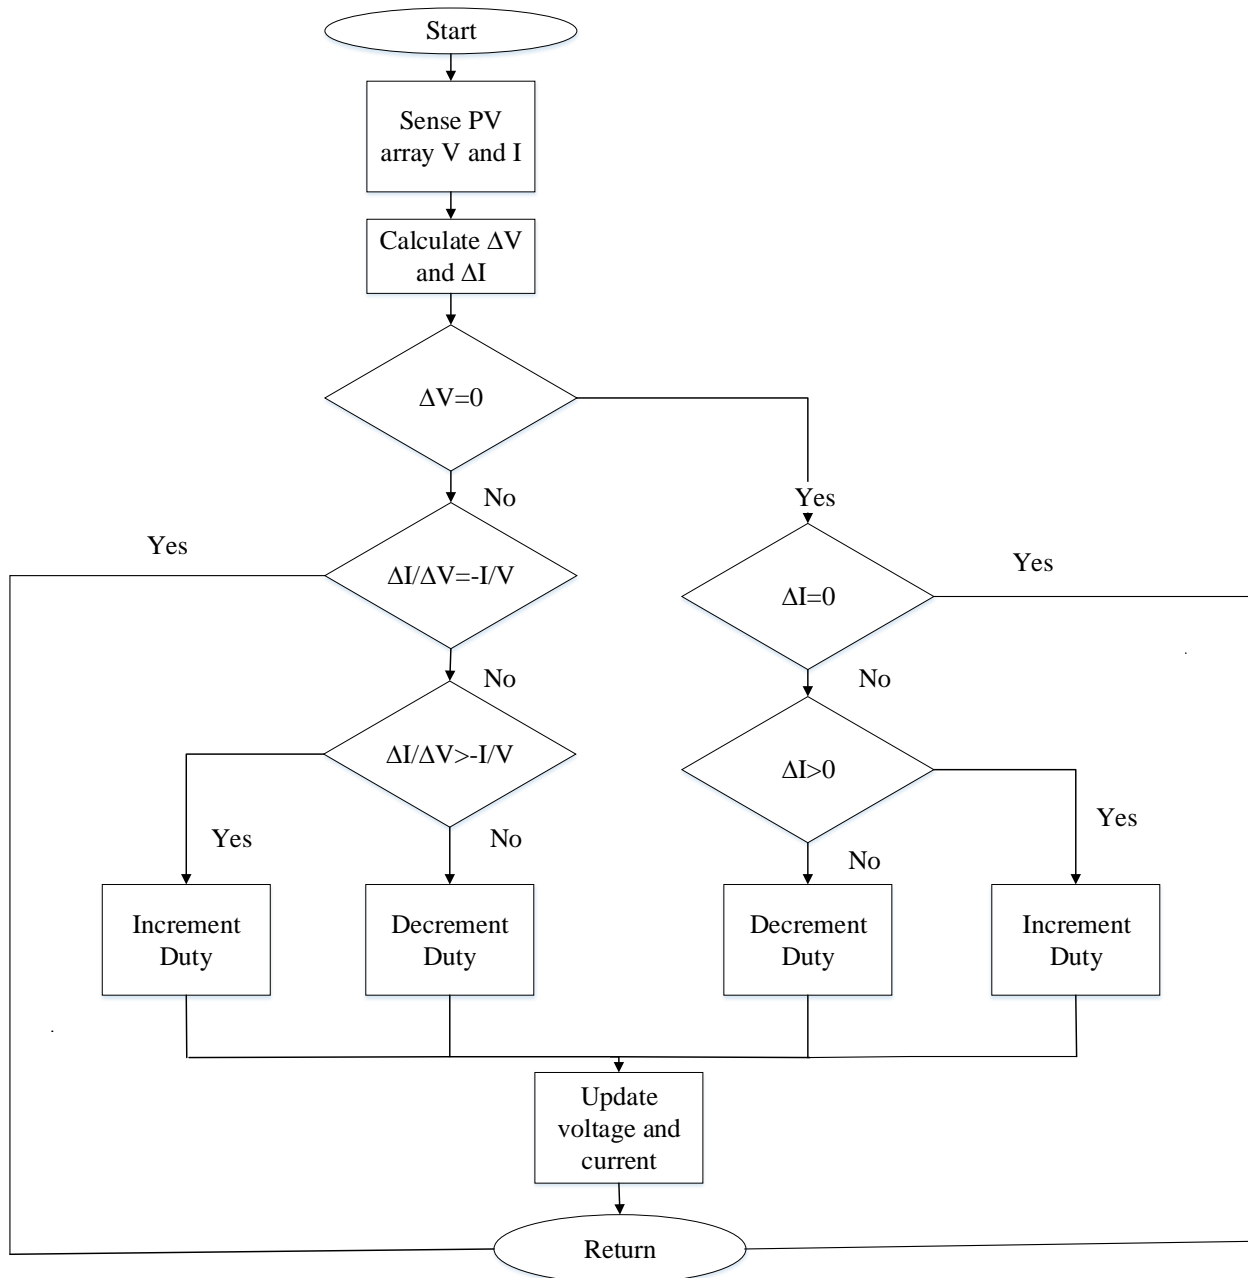 Start
Sense PV
array V and I
Calculate ΔV
and ΔI
ΔV=0
No
Yes
Yes
ΔI/ΔV=-I/V
Yes
ΔI=0
No
No
ΔI/ΔV>-I/V
ΔI>0
Yes
No
No
Yes
Increment
Duty
Decrement
Duty
Decrement
Duty
Increment
Duty
Update
voltage and
current
Return